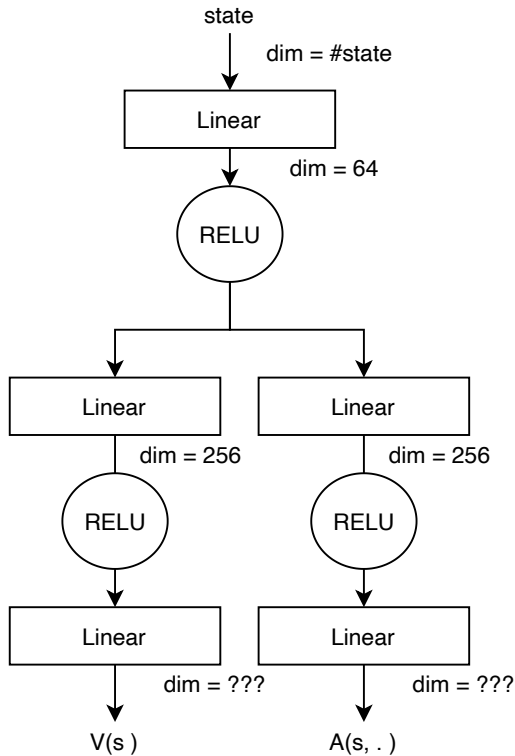 state
dim = #state
Linear
dim = 64
RELU
Linear
Linear
dim = 256
dim = 256
RELU
RELU
Linear
Linear
dim = ???
dim = ???
V(s )
A(s, . )